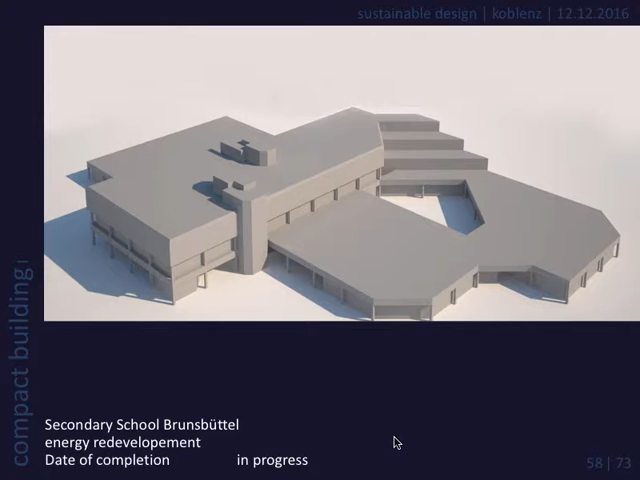 sustainable design | koblenz | 12.12.2016
compact building|
Secondary School Brunsbüttel
energy redevelopement
Date of completion in progress
58 | 73